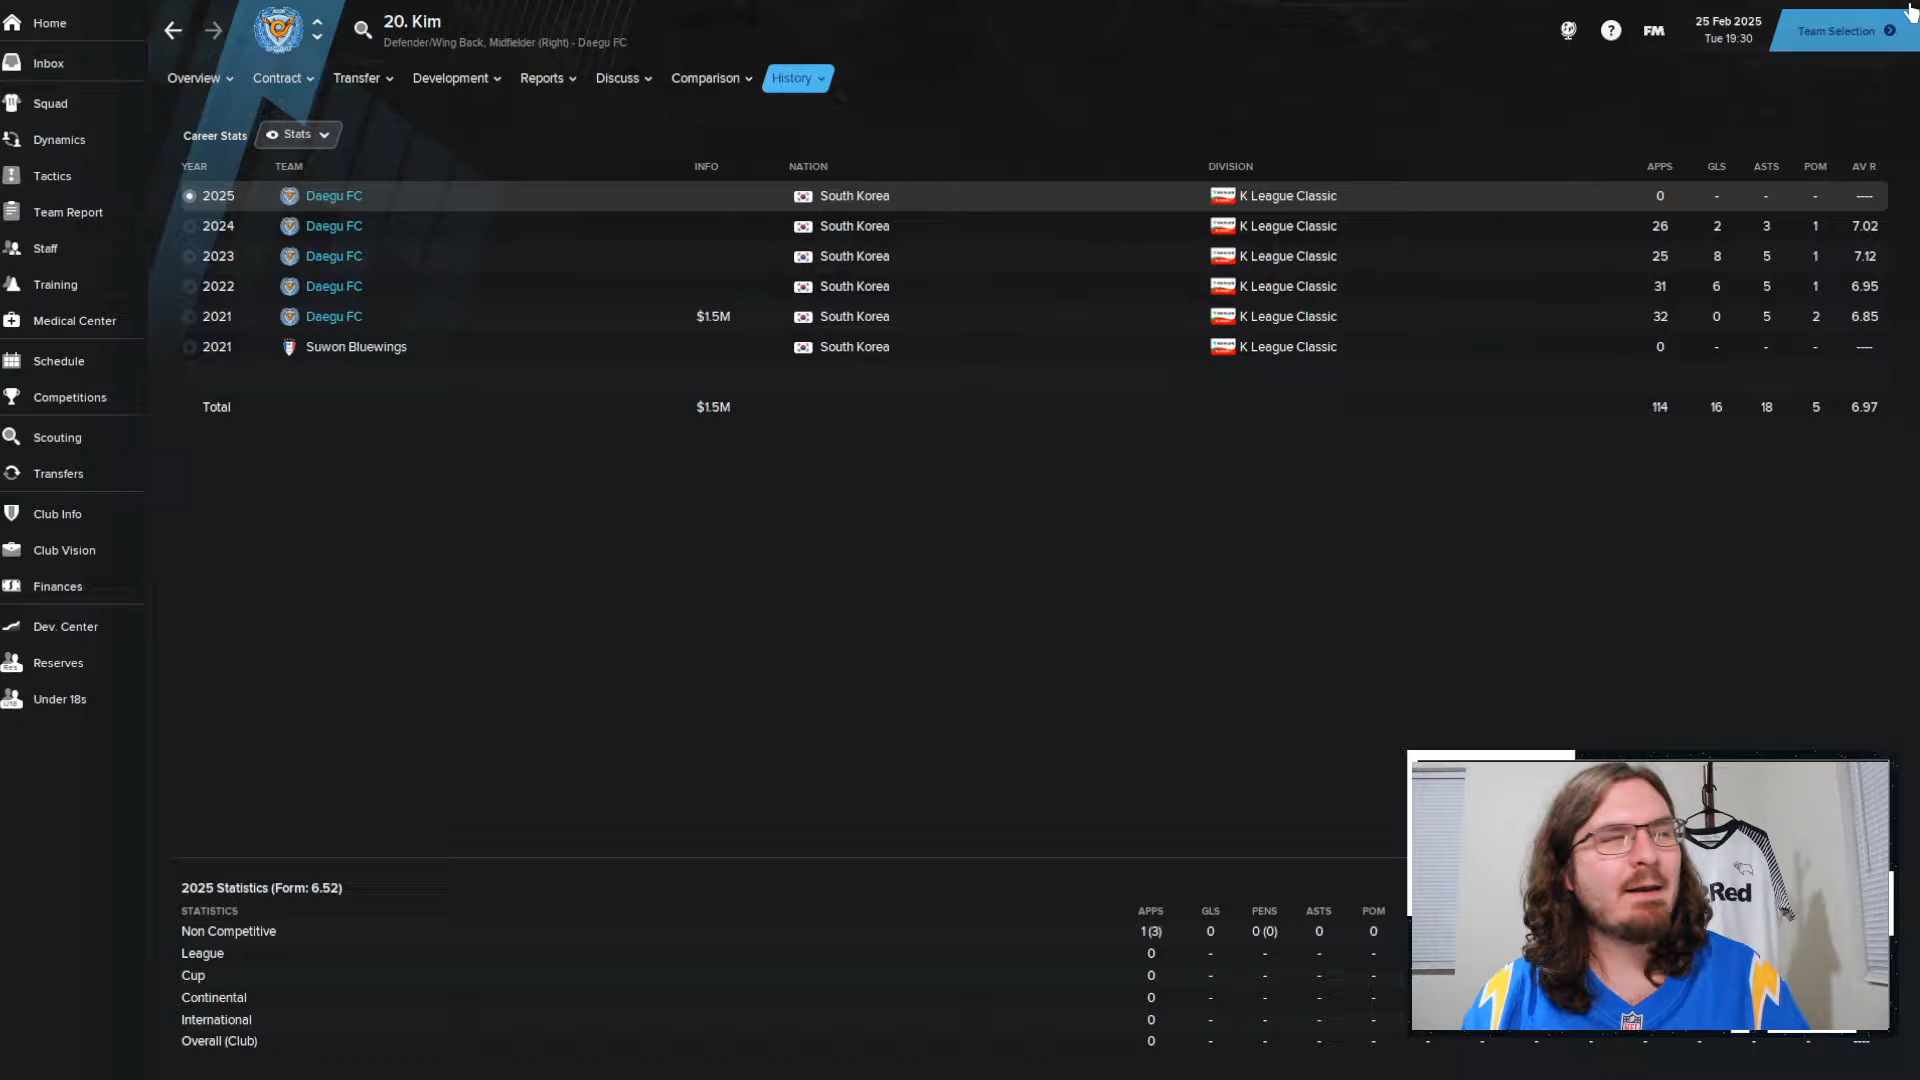 20. Kim
Defender/Wing Back, Midfielder (Right) - Daegu FC
FM
25 Feb 2025
Tue 19:30
Team Selection
Overview Contract Transfer Development Reports Discuss Comparison History
Home
Inbox
Squad
Dynamics
Tactics
Team Report
Staff
Training
Medical Center
Schedule
Competitions
Scouting
Transfers
Club Info
Club Vision
Finances
Dev. Center
Reserves
Under 18s
Career Stats Stats
YEAR TEAM INFO NATION DIVISION APPS GLS ASTS POM AV R
2025 Daegu FC South Korea K League Classic 0 - - - ----
2024 Daegu FC South Korea K League Classic 26 2 3 1 7.02
2023 Daegu FC South Korea K League Classic 25 8 5 1 7.12
2022 Daegu FC South Korea K League Classic 31 6 5 1 6.95
2021 Daegu FC $1.5M South Korea K League Classic 32 0 5 2 6.85
2021 Suwon Bluewings South Korea K League Classic 0 - - - ----
Total $1.5M 114 16 18 5 6.97
2025 Statistics (Form: 6.52)
STATISTICS APPS GLS PENS ASTS POM
Non Competitive 1 (3) 0 0 (0) 0 0
League 0 - - - -
Cup 0 - - - -
Continental 0 - - - -
International 0 - - - -
Overall (Club) 0 - - - -
Red
NFL